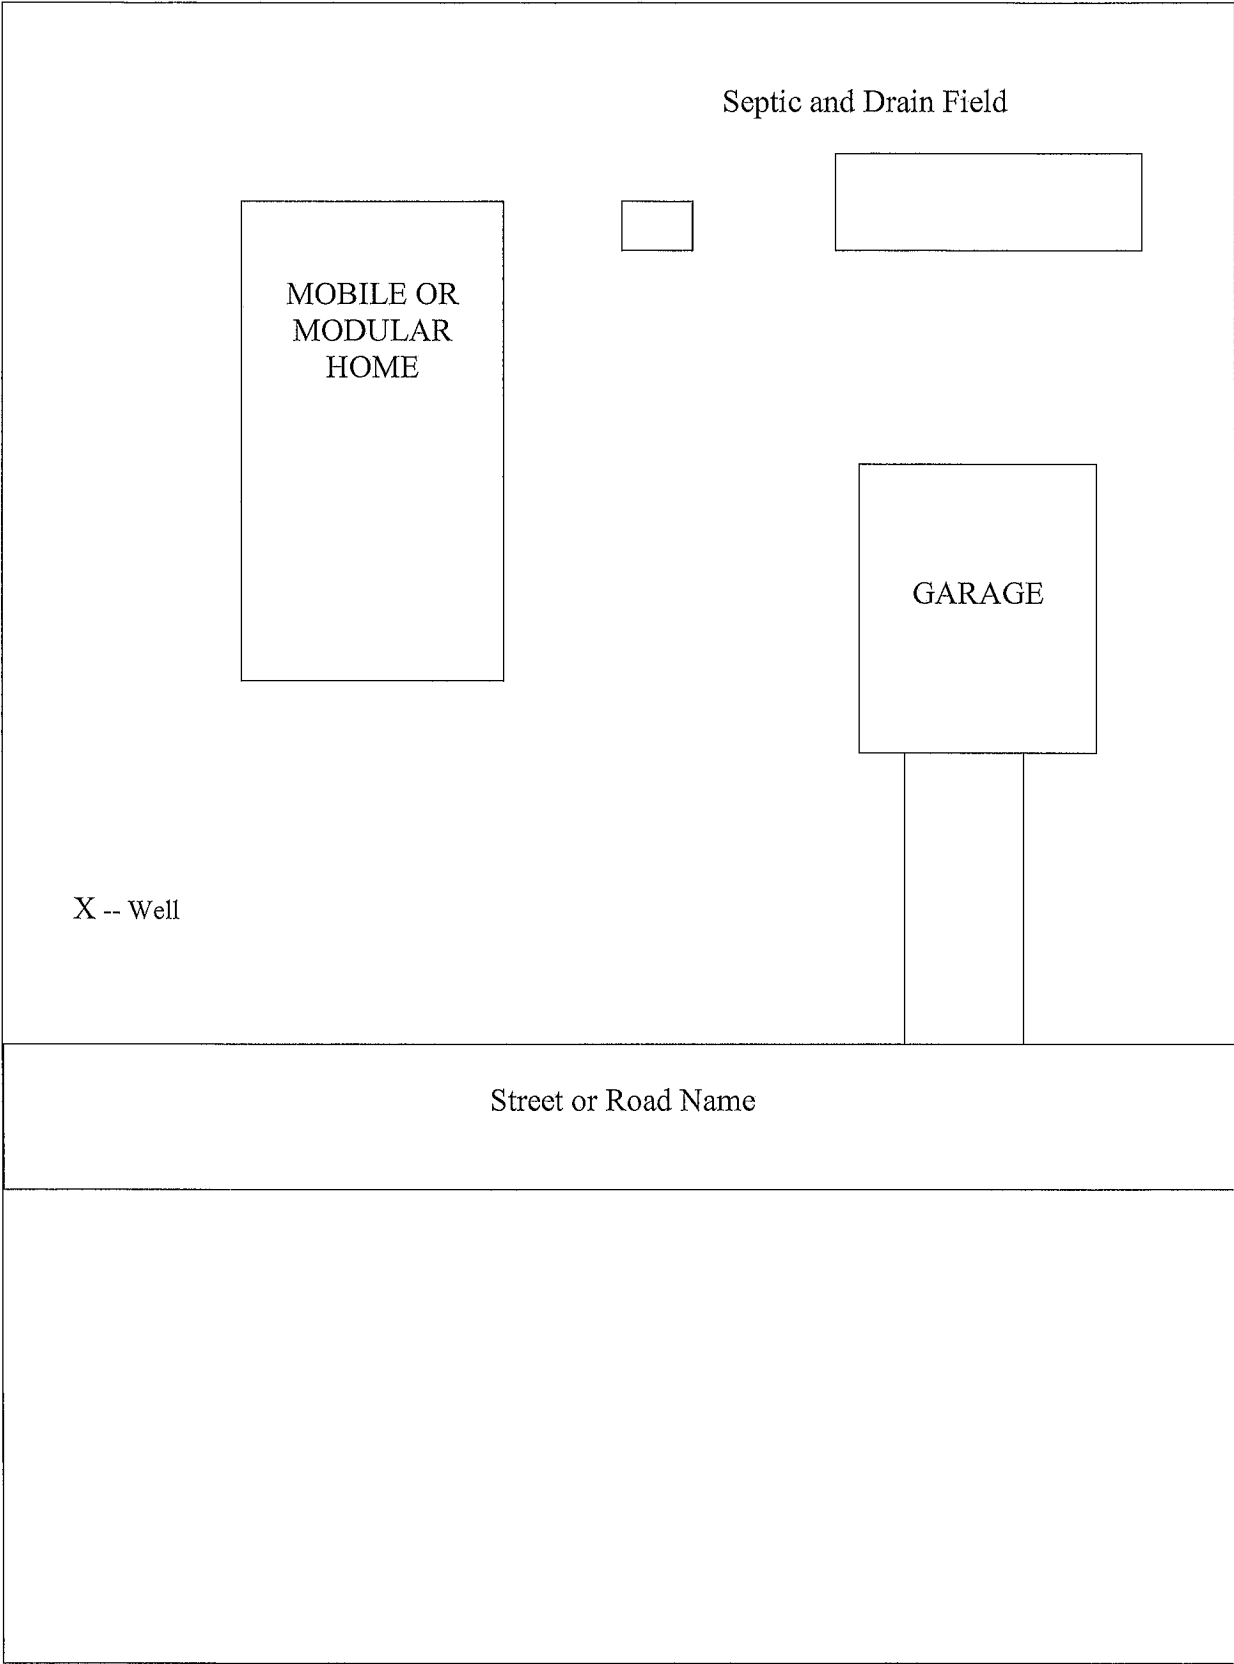 Septic and Drain Field
MOBILE OR
MODULAR
HOME
GARAGE
X -- Well
Street or Road Name